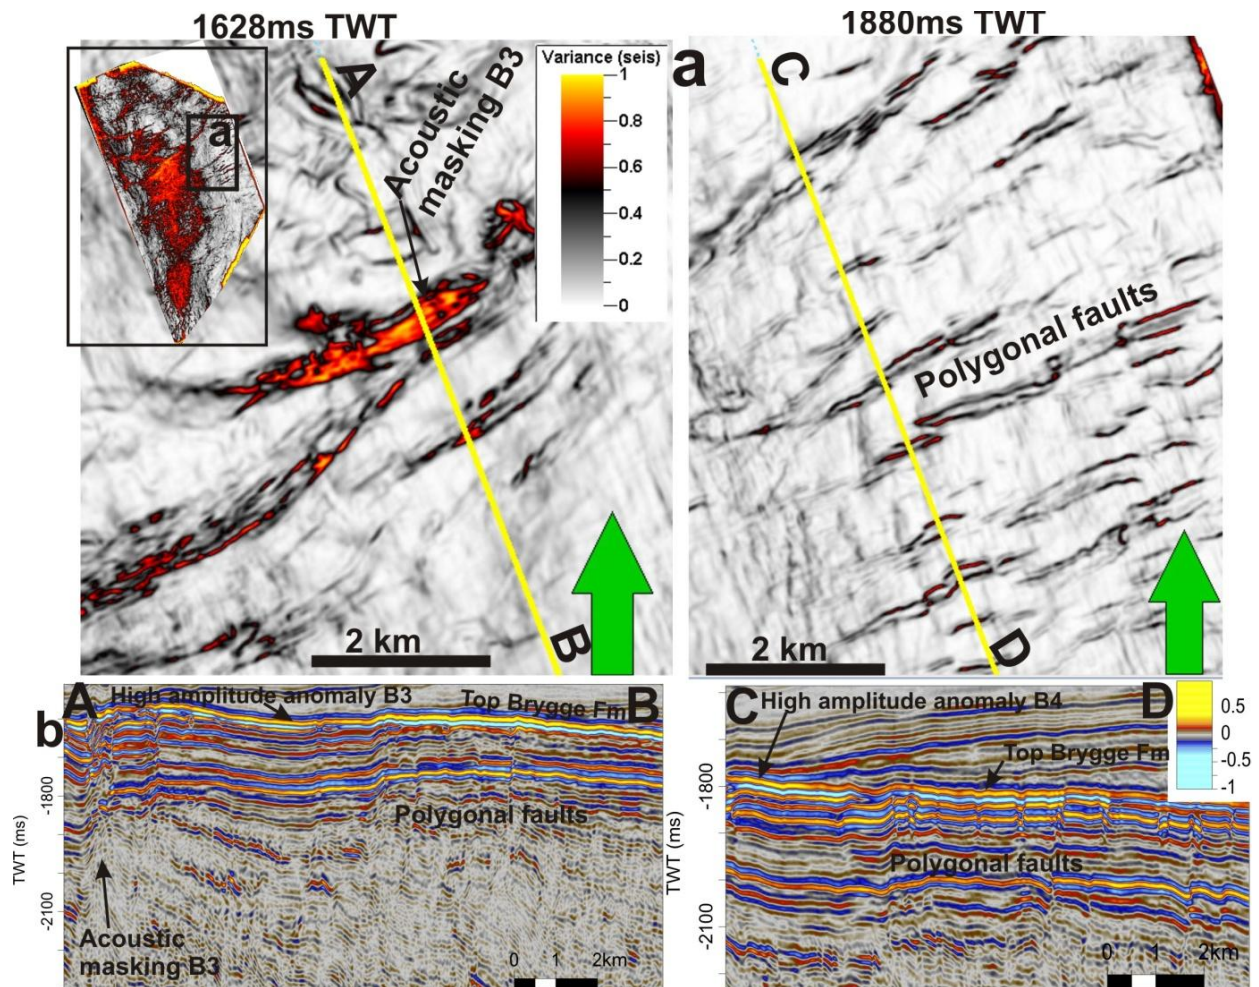 1628ms TWT
1880ms TWT
Variance (seis)
1
0.8
0.6
0.4
0.2
0
a
a
A
Acoustic
masking B3
B
2 km
C
Polygonal faults
D
2 km
b
A
High amplitude anomaly B3
Top Brygge Fm
B
-1800
Polygonal faults
TWT (ms)
-2100
Acoustic
masking B3
0 1 2km
C
High amplitude anomaly B4
D
0.5
0
-0.5
-1
Top Brygge Fm
-1800
TWT (ms)
Polygonal faults
-2100
0 1 2km